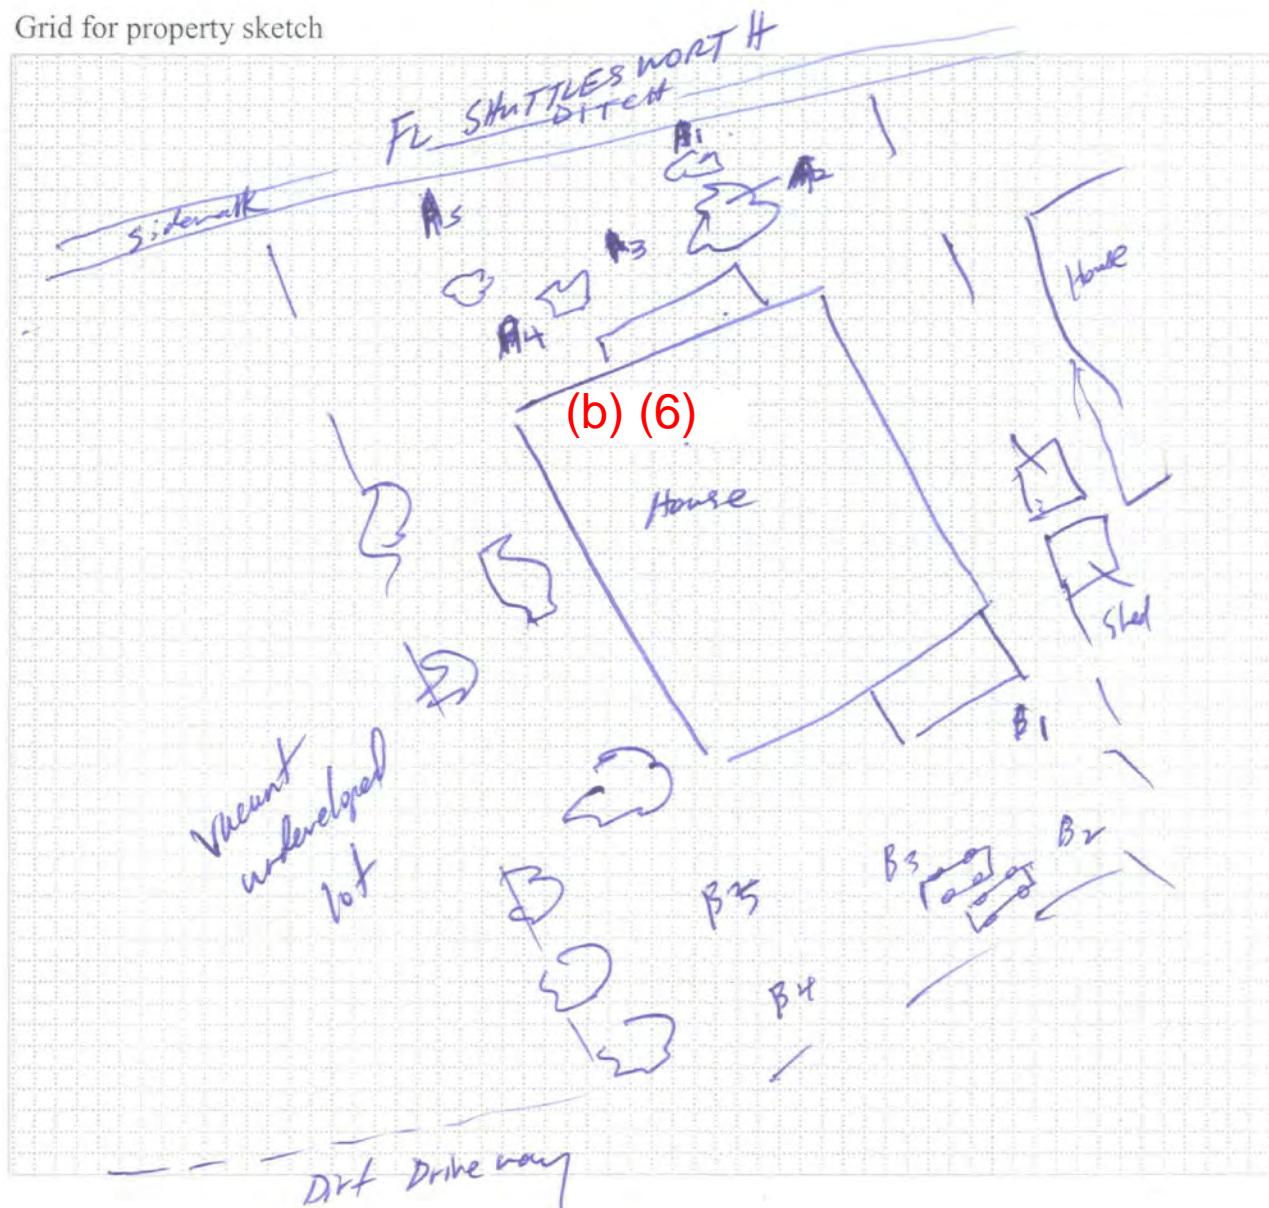 Grid for property sketch
FL SHUTTLESWORTH
DITCH
sidewalk
A1
A2
A5
A3
A4
House
(b) (6)
House
Shed
B1
vacant
undeveloped
lot
B3
B2
B5
B4
Dirt Driveway